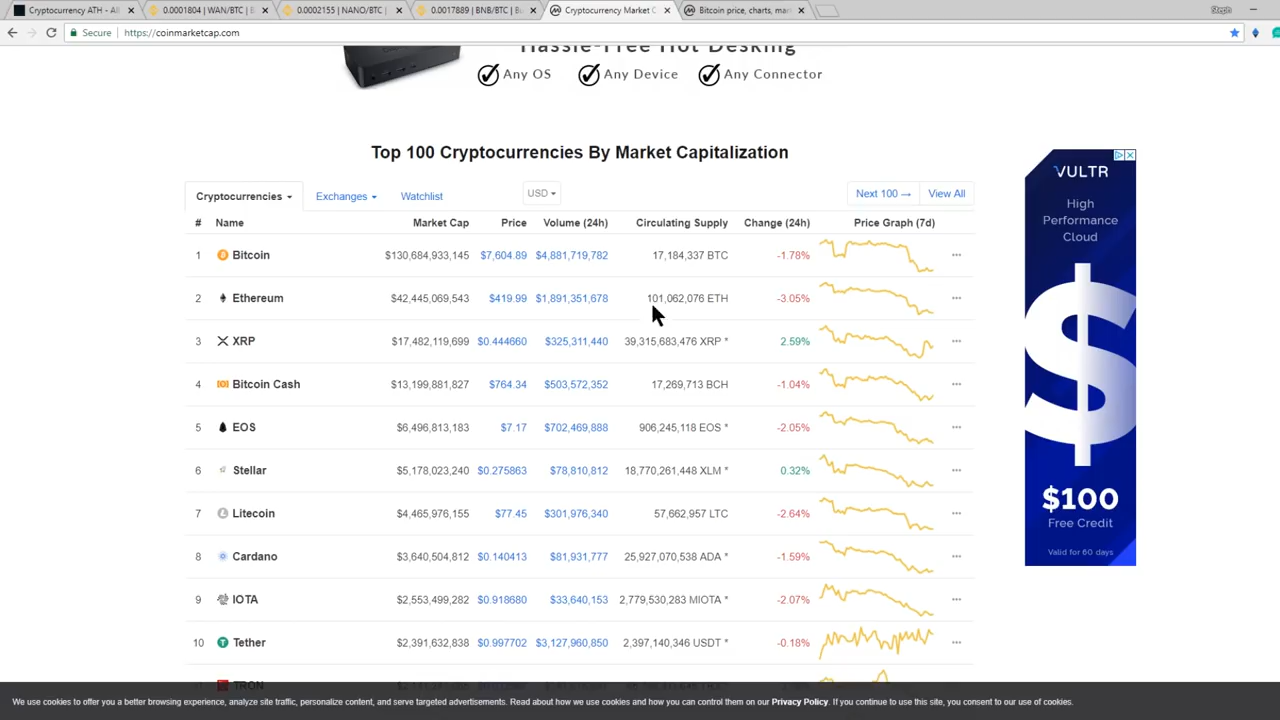 Cryptocurrency ATH - All
0.0001804 | WAN/BTC | B
0.0002155 | NANO/BTC |
0.0017889 | BNB/BTC | B
Cryptocurrency Market C
Bitcoin price, charts, mar
Steph
Secure | https://coinmarketcap.com
Hassle-Free Hot Desking
Any OS Any Device Any Connector
Top 100 Cryptocurrencies By Market Capitalization
Cryptocurrencies Exchanges Watchlist USD Next 100 → View All
# Name Market Cap Price Volume (24h) Circulating Supply Change (24h) Price Graph (7d)
1 Bitcoin $130,684,933,145 $7,604.89 $4,881,719,782 17,184,337 BTC -1.78%
2 Ethereum $42,445,069,543 $419.99 $1,891,351,678 101,062,076 ETH -3.05%
3 XRP $17,482,119,699 $0.444660 $325,311,440 39,315,683,476 XRP * 2.59%
4 Bitcoin Cash $13,199,881,827 $764.34 $503,572,352 17,269,713 BCH -1.04%
5 EOS $6,496,813,183 $7.17 $702,469,888 906,245,118 EOS * -2.05%
6 Stellar $5,178,023,240 $0.275863 $78,810,812 18,770,261,448 XLM * 0.32%
7 Litecoin $4,465,976,155 $77.45 $301,976,340 57,662,957 LTC -2.64%
8 Cardano $3,640,504,812 $0.140413 $81,931,777 25,927,070,538 ADA * -1.59%
9 IOTA $2,553,499,282 $0.918680 $33,640,153 2,779,530,283 MIOTA * -2.07%
10 Tether $2,391,632,838 $0.997702 $3,127,960,850 2,397,140,346 USDT * -0.18%
TRON
VULTR
High
Performance
Cloud
$
$100
Free Credit
Valid for 60 days
We use cookies to offer you a better browsing experience, analyze site traffic, personalize content, and serve targeted advertisements. Read about how we use cookies and how you can control them on our Privacy Policy. If you continue to use this site, you consent to our use of cookies.